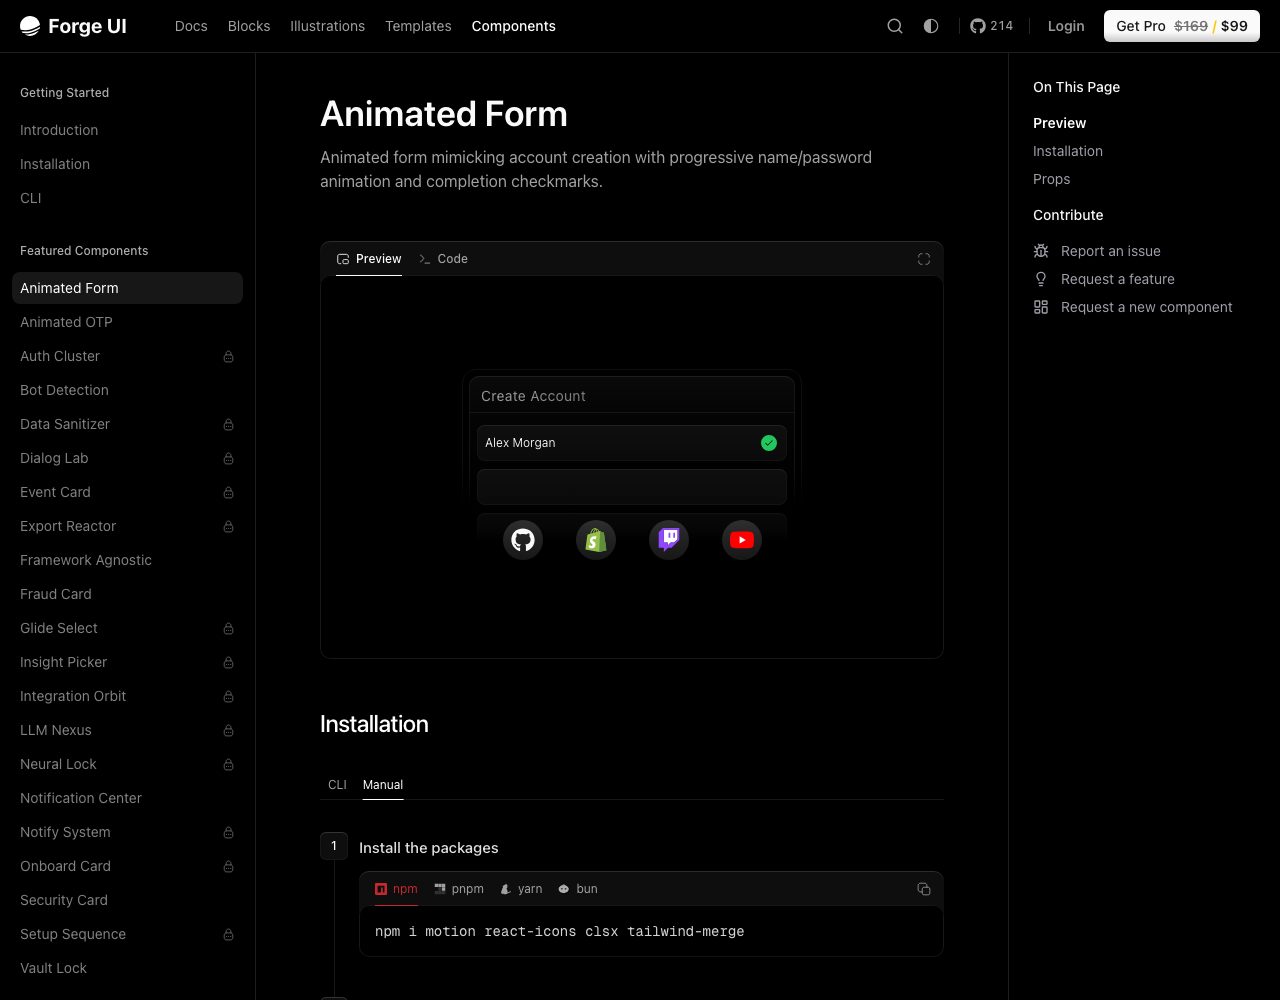 Forge UI
Docs
Blocks
Illustrations
Templates
Components
214
Login
Get Pro $169 / $99
Getting Started
Introduction
Installation
CLI
Featured Components
Animated Form
Animated OTP
Auth Cluster
Bot Detection
Data Sanitizer
Dialog Lab
Event Card
Export Reactor
Framework Agnostic
Fraud Card
Glide Select
Insight Picker
Integration Orbit
LLM Nexus
Neural Lock
Notification Center
Notify System
Onboard Card
Security Card
Setup Sequence
Vault Lock
Animated Form
Animated form mimicking account creation with progressive name/password
animation and completion checkmarks.
Preview
Code
Create Account
Alex Morgan
Installation
CLI
Manual
1
Install the packages
npm
pnpm
yarn
bun
npm i motion react-icons clsx tailwind-merge
On This Page
Preview
Installation
Props
Contribute
Report an issue
Request a feature
Request a new component